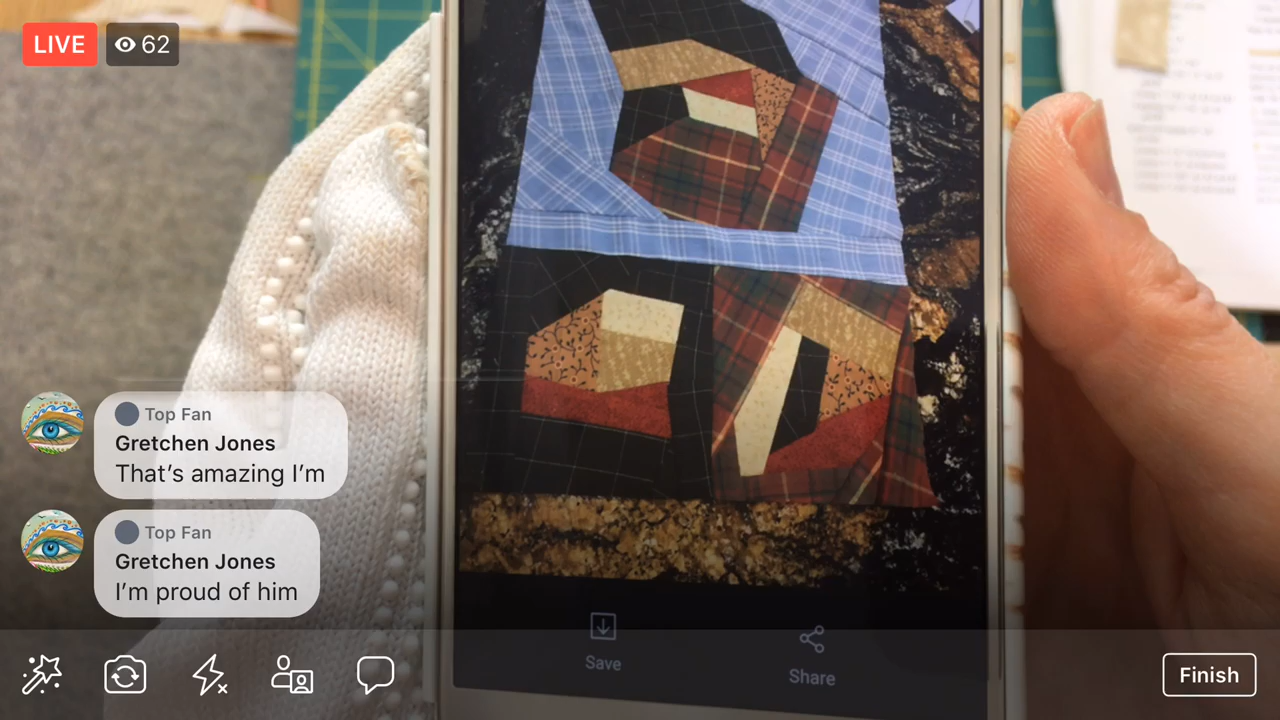 LIVE
62
Top Fan
Gretchen Jones
That's amazing I'm
Top Fan
Gretchen Jones
I'm proud of him
Save
Share
Finish